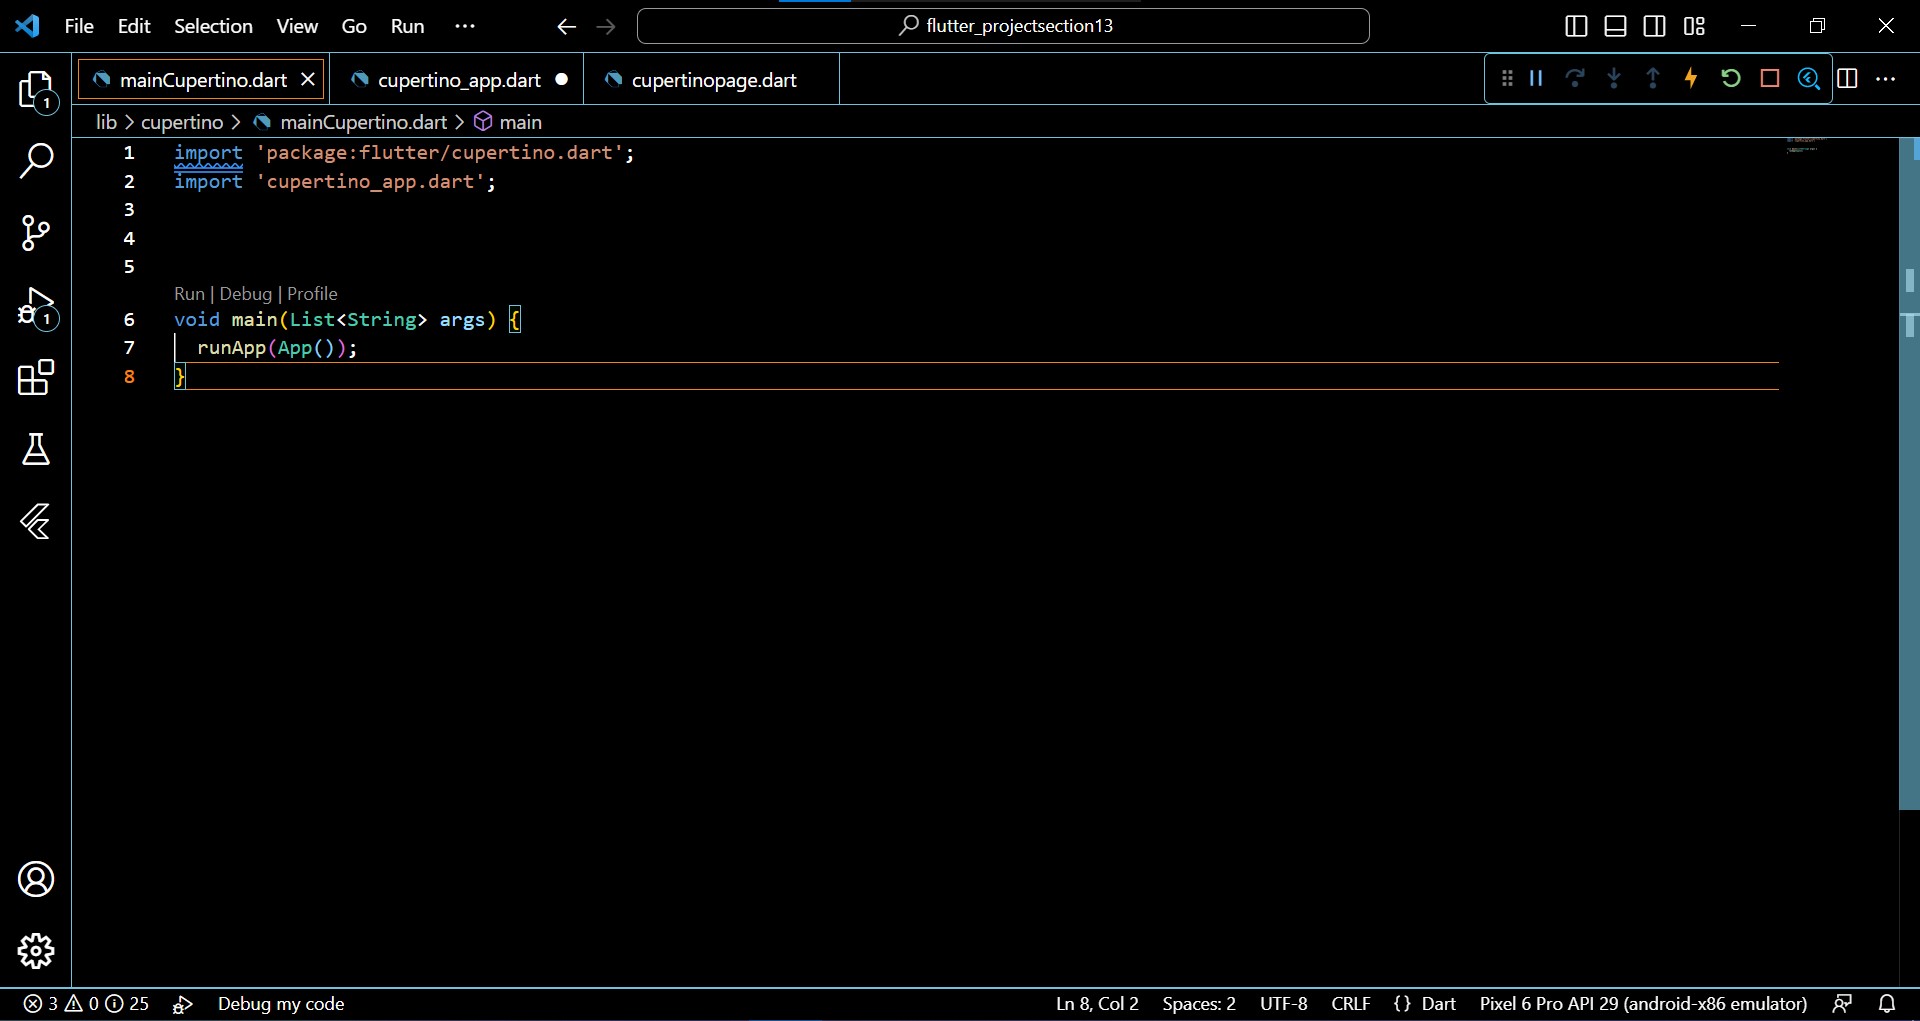 File Edit Selection View Go Run ··· flutter_projectsection13
mainCupertino.dart cupertino_app.dart cupertinopage.dart
lib > cupertino > mainCupertino.dart > main
1 import 'package:flutter/cupertino.dart';
2 import 'cupertino_app.dart';
3
4
5
Run | Debug | Profile
6 void main(List<String> args) {
7 runApp(App());
8 }
1
1
3 0 25 Debug my code Ln 8, Col 2 Spaces: 2 UTF-8 CRLF {} Dart Pixel 6 Pro API 29 (android-x86 emulator)